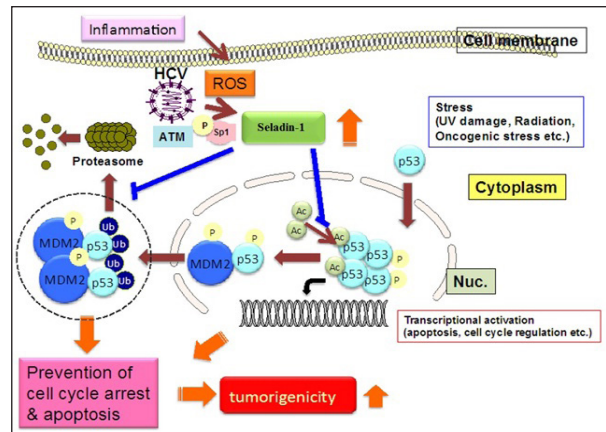 Inflammation
Cell membrane
HCV
ROS
Stress
(UV damage, Radiation,
Oncogenic stress etc.)
P
ATM
Sp1
Seladin-1
Proteasome
p53
Cytoplasm
Ac
Ac
Ac
Ac
P
MDM2
P
p53
Ub
Ub
Ub
Ub
MDM2
p53
P
P
MDM2
p53
p53
p53
p53
p53
P
P
Nuc.
Transcriptional activation
(apoptosis, cell cycle regulation etc.)
Prevention of
cell cycle arrest
& apoptosis
tumorigenicity